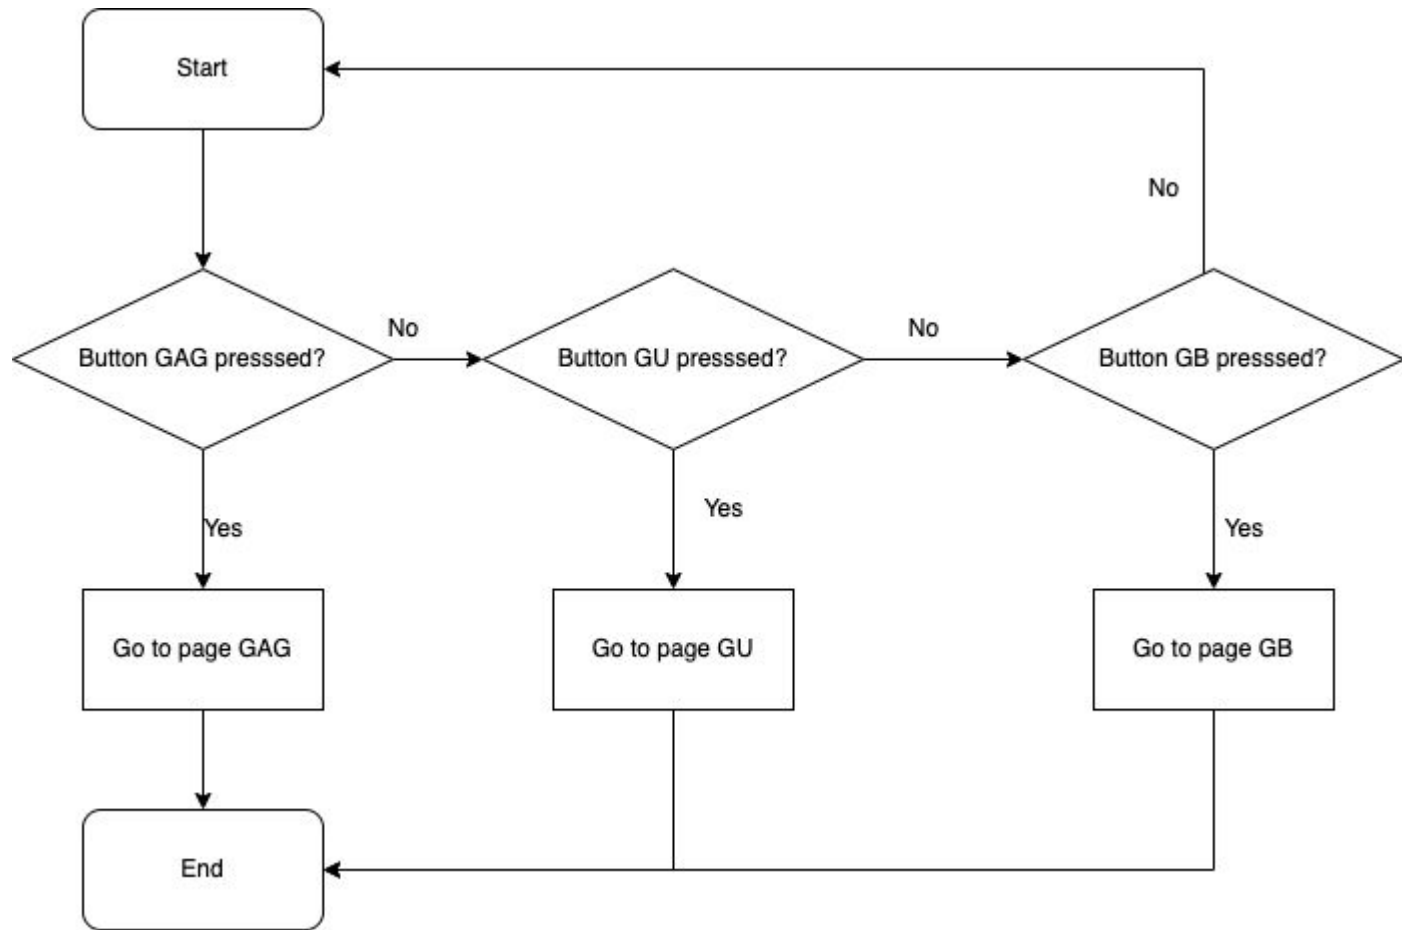 Start
No
Button GAG presssed?
No
Button GU presssed?
No
Button GB presssed?
Yes
Yes
Yes
Go to page GAG
Go to page GU
Go to page GB
End